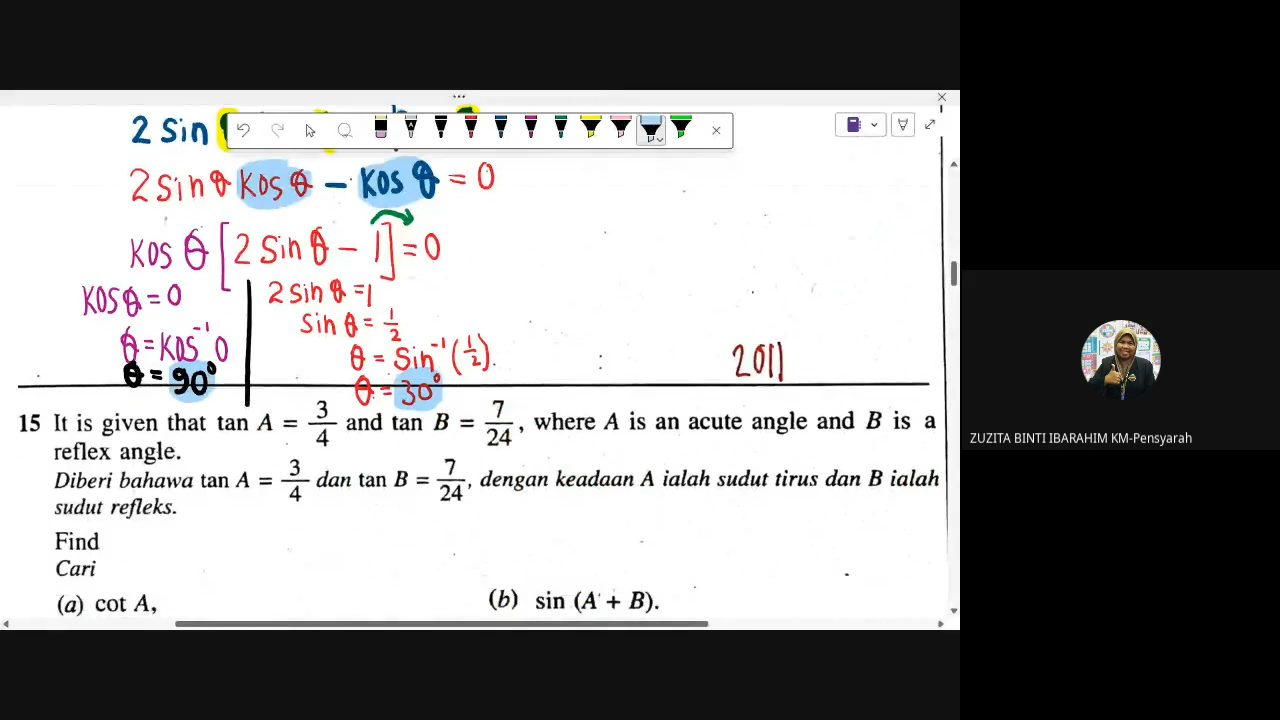 2 sin
2 sin θ kos θ − kos θ = 0
kos θ [2 sin θ − 1] = 0
kos θ = 0
θ = kos⁻¹ 0
θ = 90°
2 sin θ = 1
sin θ = 1/2
θ = sin⁻¹ (1/2)
θ = 30°
2011
15 It is given that tan A = 3/4 and tan B = 7/24, where A is an acute angle and B is a
reflex angle.
Diberi bahawa tan A = 3/4 dan tan B = 7/24, dengan keadaan A ialah sudut tirus dan B ialah
sudut refleks.
Find
Cari
(a) cot A,
(b) sin (A + B).
ZUZITA BINTI IBARAHIM KM-Pensyarah